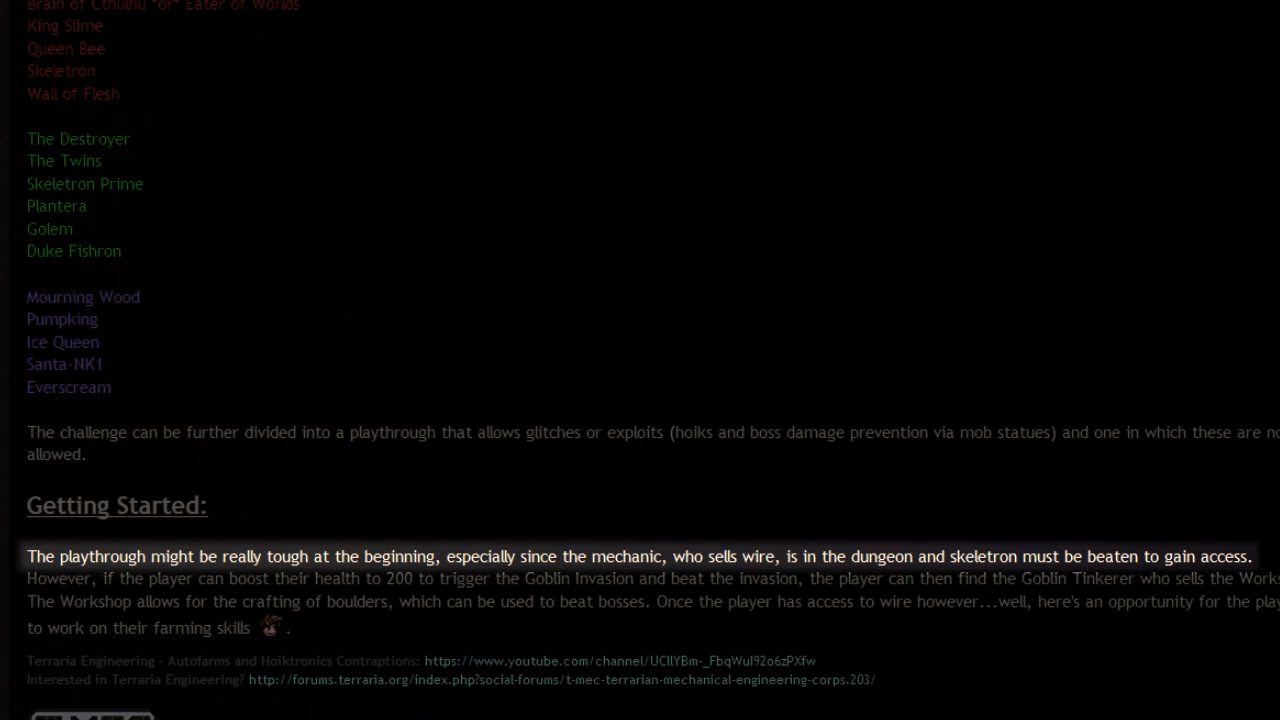 Brain of Cthulhu *or* Eater of Worlds
King Slime
Queen Bee
Skeletron
Wall of Flesh
The Destroyer
The Twins
Skeletron Prime
Plantera
Golem
Duke Fishron
Mourning Wood
Pumpking
Ice Queen
Santa-NK1
Everscream
The challenge can be further divided into a playthrough that allows glitches or exploits (hoiks and boss damage prevention via mob statues) and one in which these are no
allowed.
Getting Started:
The playthrough might be really tough at the beginning, especially since the mechanic, who sells wire, is in the dungeon and skeletron must be beaten to gain access.
However, if the player can boost their health to 200 to trigger the Goblin Invasion and beat the invasion, the player can then find the Goblin Tinkerer who sells the Works
The Workshop allows for the crafting of boulders, which can be used to beat bosses. Once the player has access to wire however...well, here's an opportunity for the play
to work on their farming skills .
Terraria Engineering - Autofarms and Hoiktronics Contraptions: https://www.youtube.com/channel/UCllYBm-_FbqWul92o6zPXfw
Interested in Terraria Engineering? http://forums.terraria.org/index.php?social-forums/t-mec-terrarian-mechanical-engineering-corps.203/